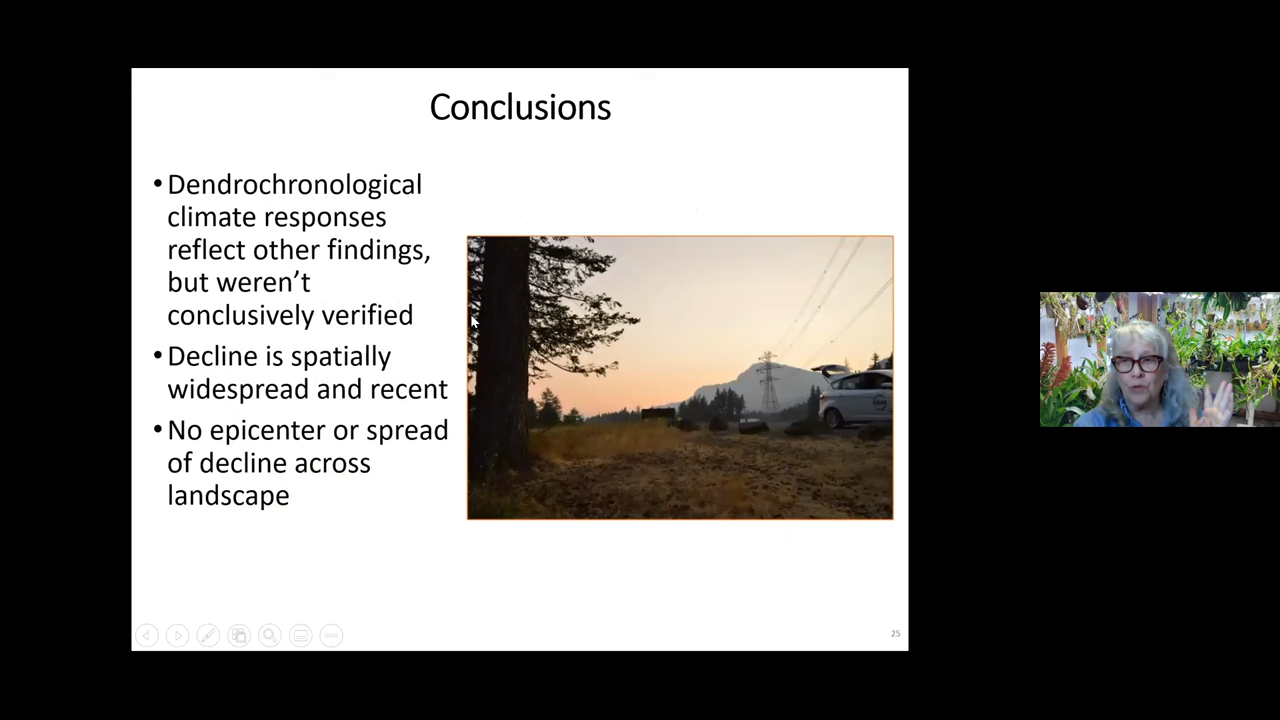 Conclusions
• Dendrochronological
climate responses
reflect other findings,
but weren’t
conclusively verified
• Decline is spatially
widespread and recent
• No epicenter or spread
of decline across
landscape
25